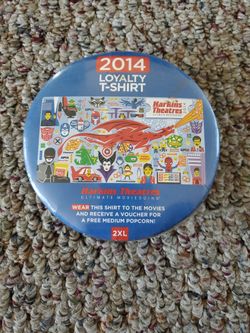 2014
LOYALTY
T-SHIRT
Harkins
Theatres
Harkins Theatres
ULTIMATE MOVIEGOING
WEAR THIS SHIRT TO THE MOVIES
AND RECEIVE A VOUCHER FOR
A FREE MEDIUM POPCORN!
2XL